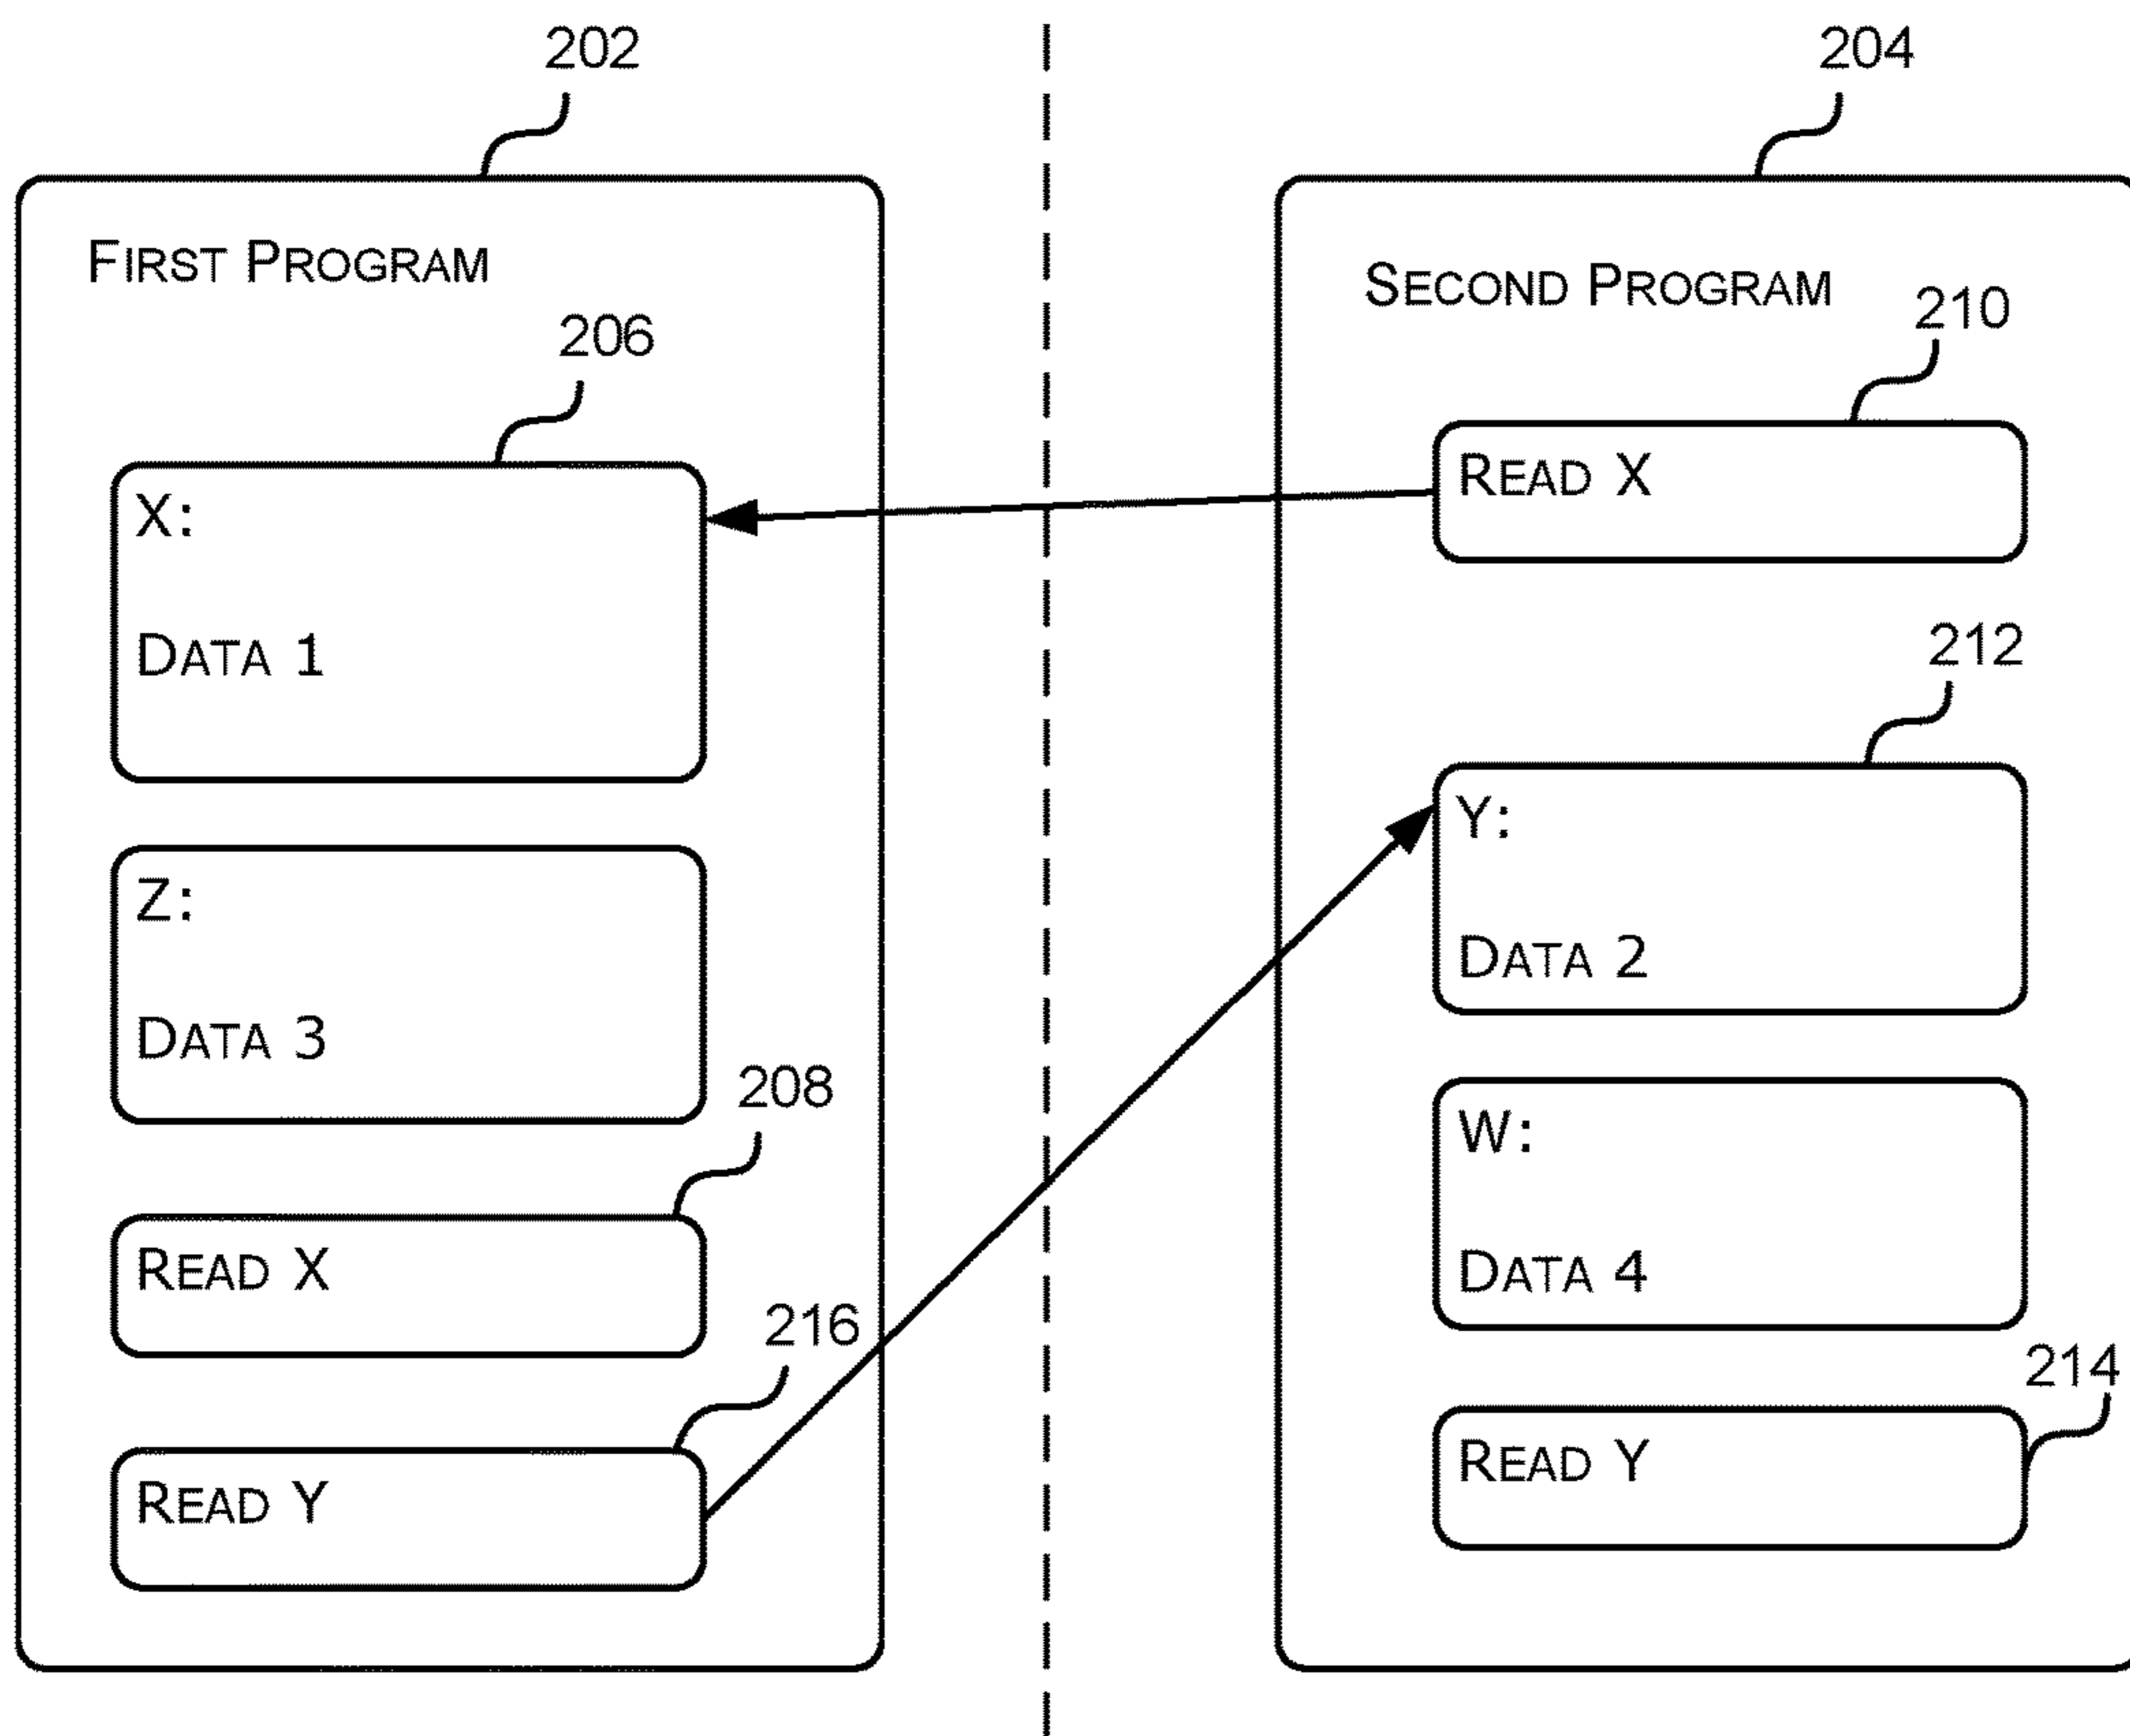 202
FIRST PROGRAM
206
X:
DATA 1
Z:
DATA 3
208
READ X
216
READ Y
204
SECOND PROGRAM
210
READ X
212
Y:
DATA 2
W:
DATA 4
214
READ Y